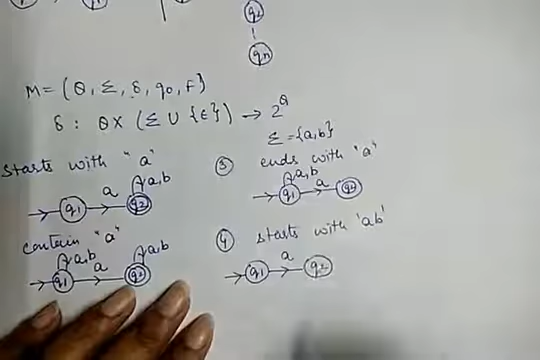 q2
qn
M = (Q, Σ, δ, q0, F)
δ : Q × (Σ ∪ {ε}) → 2^Q
Σ = {a,b}
starts with "a"
a
a,b
q1
q2
③ ends with "a"
a,b
a
q1
contain "a"
a,b
a
a,b
q1
q2
④ starts with 'ab'
a
q1
q2